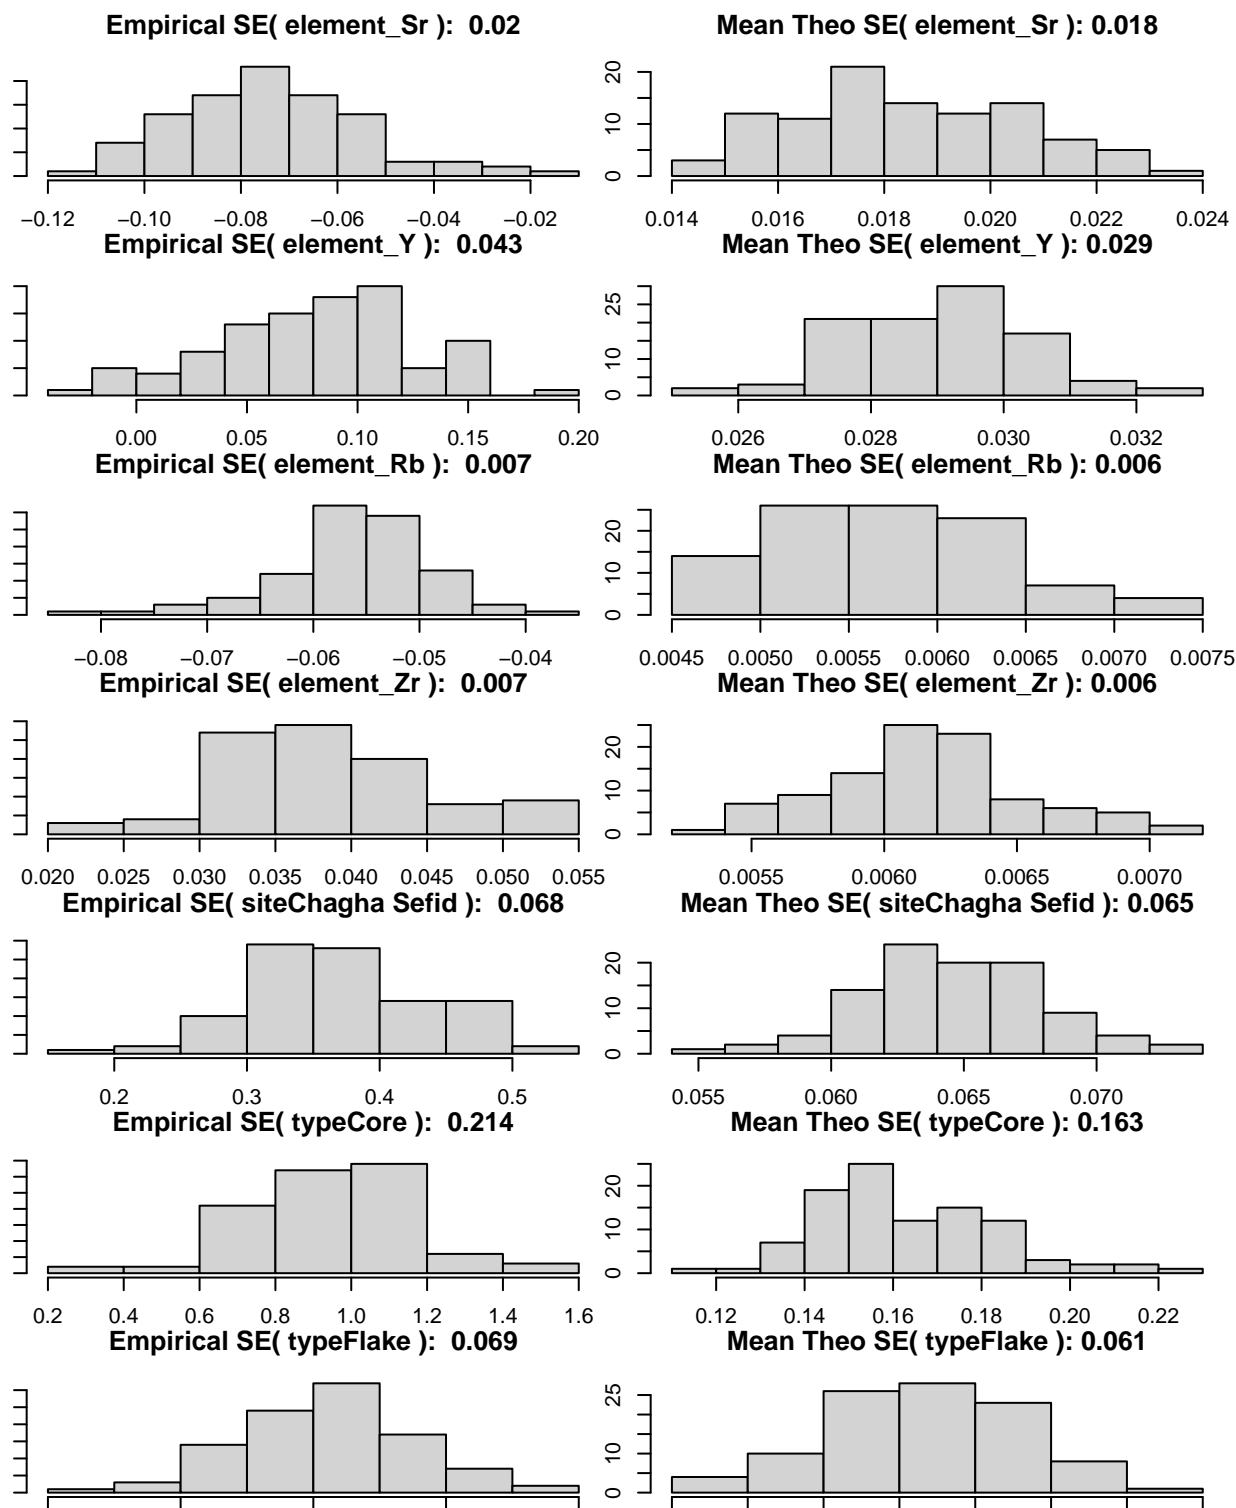 Empirical SE( element_Sr ): 0.02
Mean Theo SE( element_Sr ): 0.018
0 10 20
−0.12 −0.10 −0.08 −0.06 −0.04 −0.02
0.014 0.016 0.018 0.020 0.022 0.024
Empirical SE( element_Y ): 0.043
Mean Theo SE( element_Y ): 0.029
0 10 25
0.00 0.05 0.10 0.15 0.20
0.026 0.028 0.030 0.032
Empirical SE( element_Rb ): 0.007
Mean Theo SE( element_Rb ): 0.006
0 10 20
−0.08 −0.07 −0.06 −0.05 −0.04
0.0045 0.0050 0.0055 0.0060 0.0065 0.0070 0.0075
Empirical SE( element_Zr ): 0.007
Mean Theo SE( element_Zr ): 0.006
0 10 20
0.020 0.025 0.030 0.035 0.040 0.045 0.050 0.055
0.0055 0.0060 0.0065 0.0070
Empirical SE( siteChagha Sefid ): 0.068
Mean Theo SE( siteChagha Sefid ): 0.065
0 10 20
0.2 0.3 0.4 0.5
0.055 0.060 0.065 0.070
Empirical SE( typeCore ): 0.214
Mean Theo SE( typeCore ): 0.163
0 10 20
0.2 0.4 0.6 0.8 1.0 1.2 1.4 1.6
0.12 0.14 0.16 0.18 0.20 0.22
Empirical SE( typeFlake ): 0.069
Mean Theo SE( typeFlake ): 0.061
0 10 25